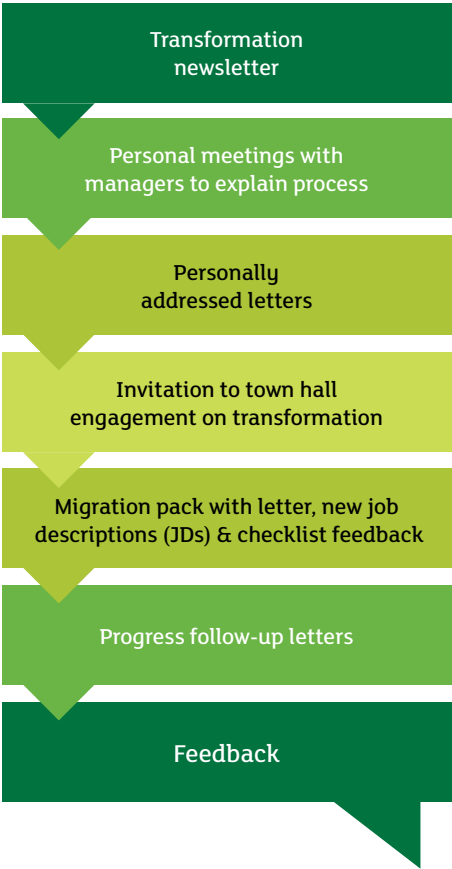 Transformation
newsletter
Personal meetings with
managers to explain process
Personally
addressed letters
Invitation to town hall
engagement on transformation
Migration pack with letter, new job
descriptions (JDs) & checklist feedback
Progress follow-up letters
Feedback